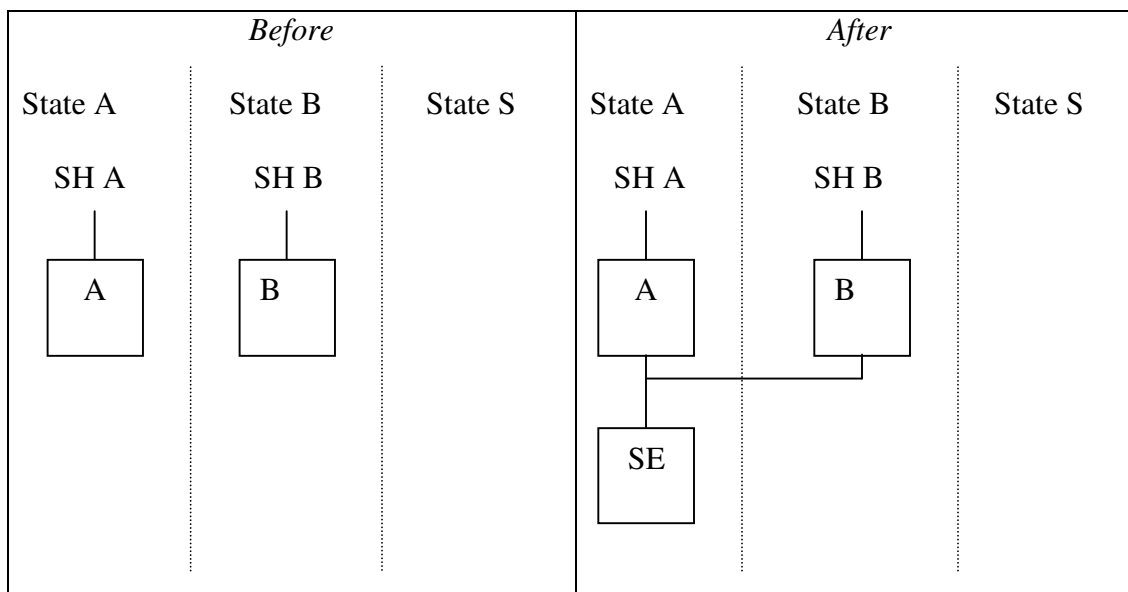 Before
State A State B State S
SH A SH B
A B
After
State A State B State S
SH A SH B
A B
SE